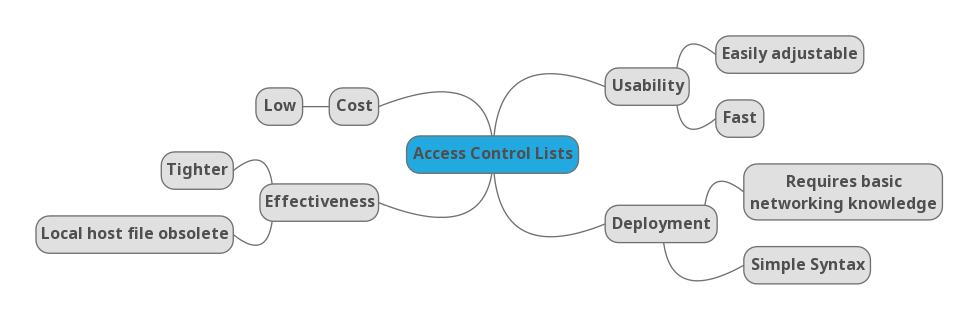 Access Control Lists
Usability
Easily adjustable
Fast
Deployment
Requires basic
networking knowledge
Simple Syntax
Cost
Low
Effectiveness
Tighter
Local host file obsolete